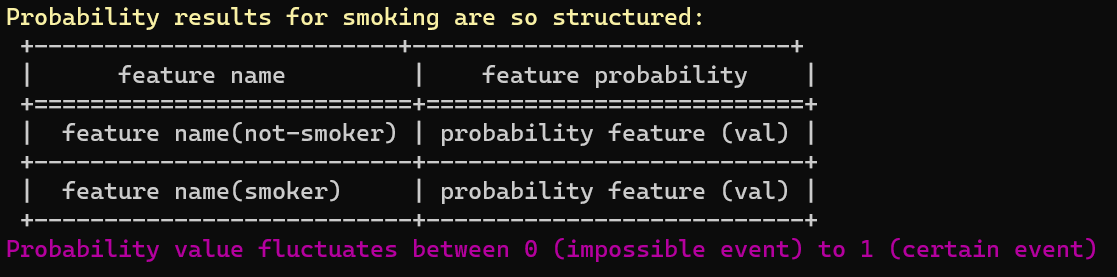 Probability results for smoking are so structured:
+--------------------------+---------------------------+
|      feature name         |    feature probability    |
+===========================+===========================+
|  feature name(not-smoker) | probability feature (val) |
+---------------------------+---------------------------+
|  feature name(smoker)     | probability feature (val) |
+---------------------------+---------------------------+
Probability value fluctuates between 0 (impossible event) to 1 (certain event)